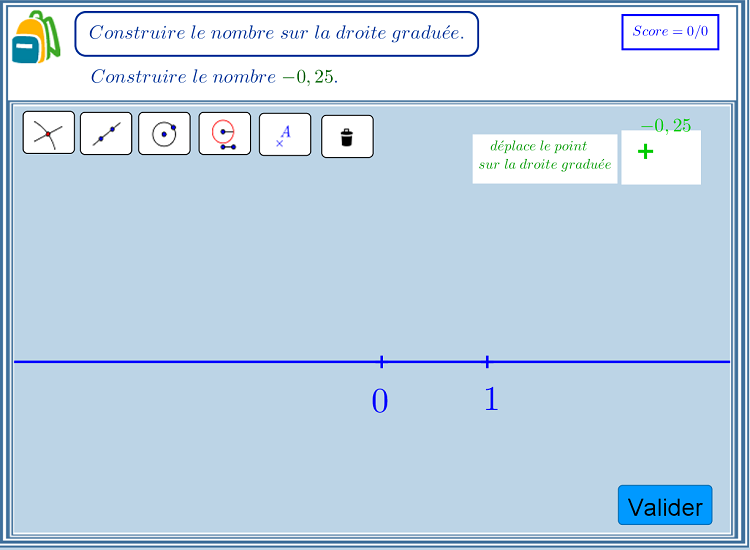 Construire le nombre sur la droite graduée.
Score = 0/0
Construire le nombre −0,25.
A
−0,25
déplace le point
sur la droite graduée
0
1
Valider